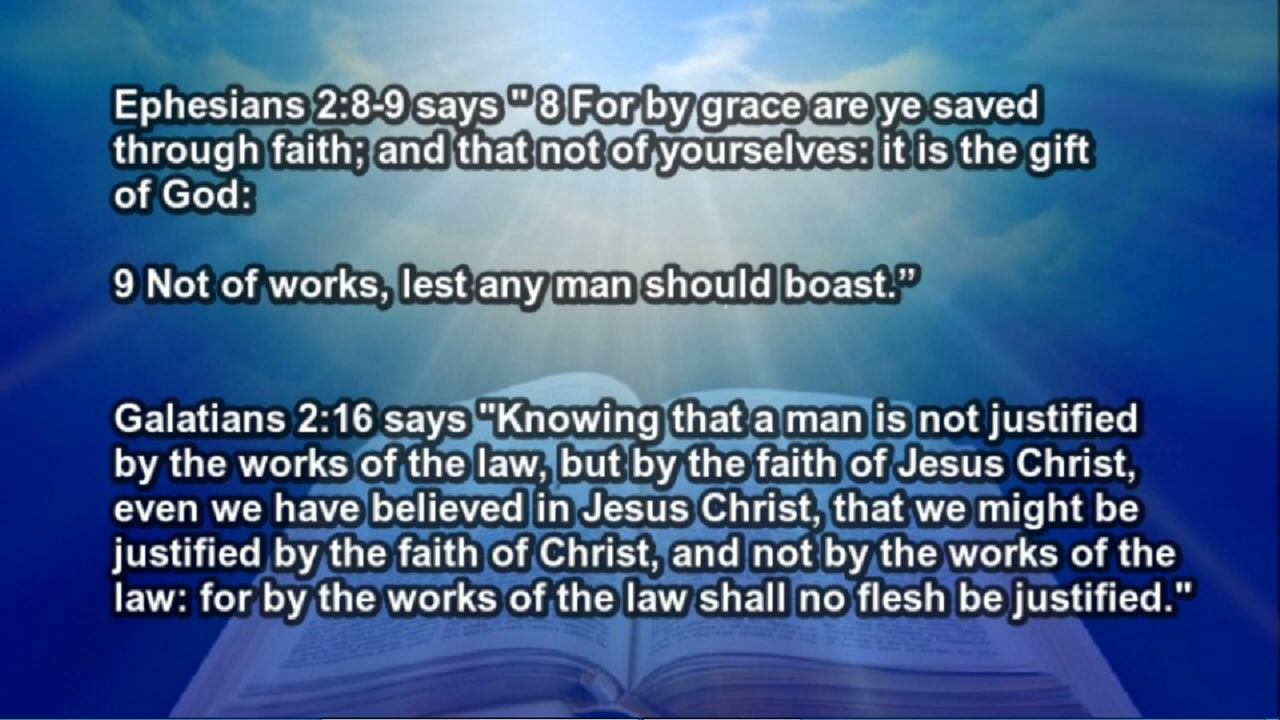 Ephesians 2:8-9 says " 8 For by grace are ye saved
through faith; and that not of yourselves: it is the gift
of God:
9 Not of works, lest any man should boast.”
Galatians 2:16 says "Knowing that a man is not justified
by the works of the law, but by the faith of Jesus Christ,
even we have believed in Jesus Christ, that we might be
justified by the faith of Christ, and not by the works of the
law: for by the works of the law shall no flesh be justified."